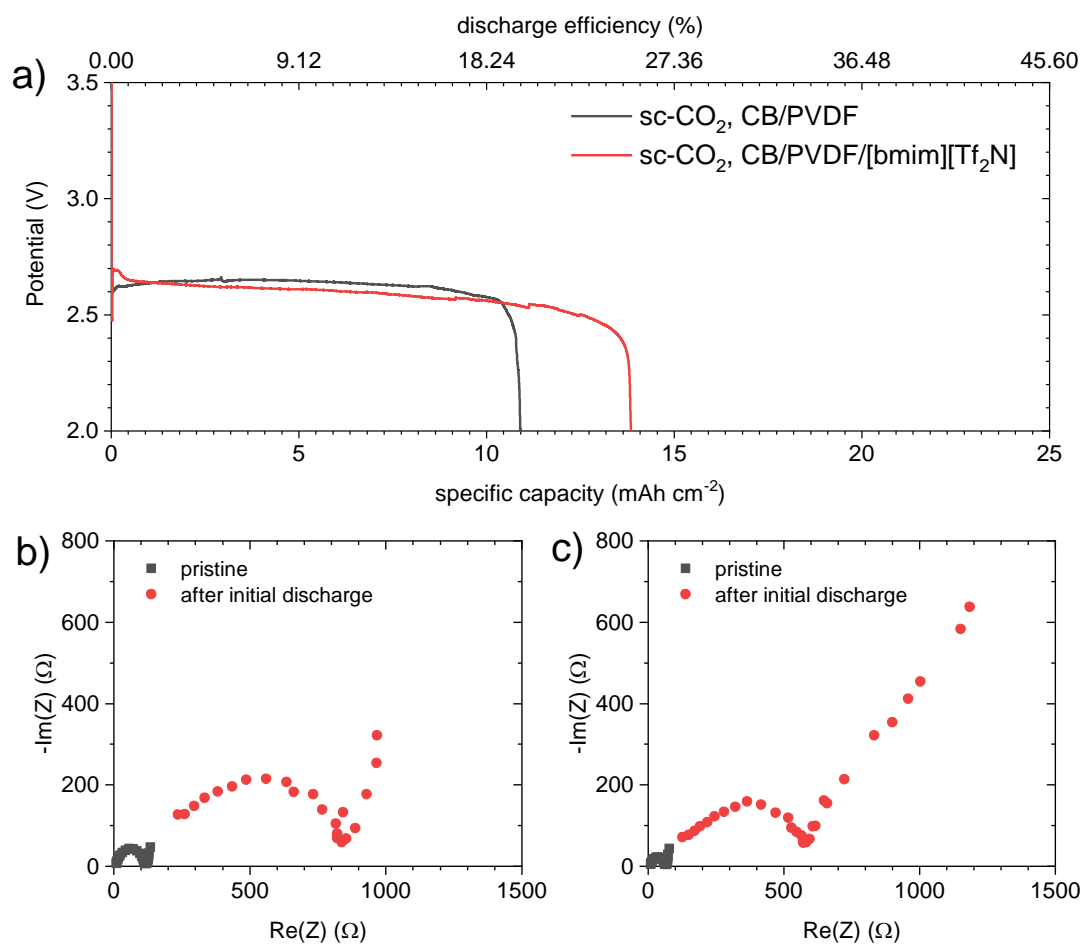 discharge efficiency (%)
0.00 9.12 18.24 27.36 36.48 45.60
a)
3.5
3.0
2.5
2.0
Potential (V)
sc-CO₂, CB/PVDF
sc-CO₂, CB/PVDF/[bmim][Tf₂N]
0 5 10 15 20 25
specific capacity (mAh cm⁻²)
b)
800
600
400
200
0
-Im(Z) (Ω)
pristine
after initial discharge
0 500 1000 1500
Re(Z) (Ω)
c)
800
600
400
200
0
-Im(Z) (Ω)
pristine
after initial discharge
0 500 1000 1500
Re(Z) (Ω)